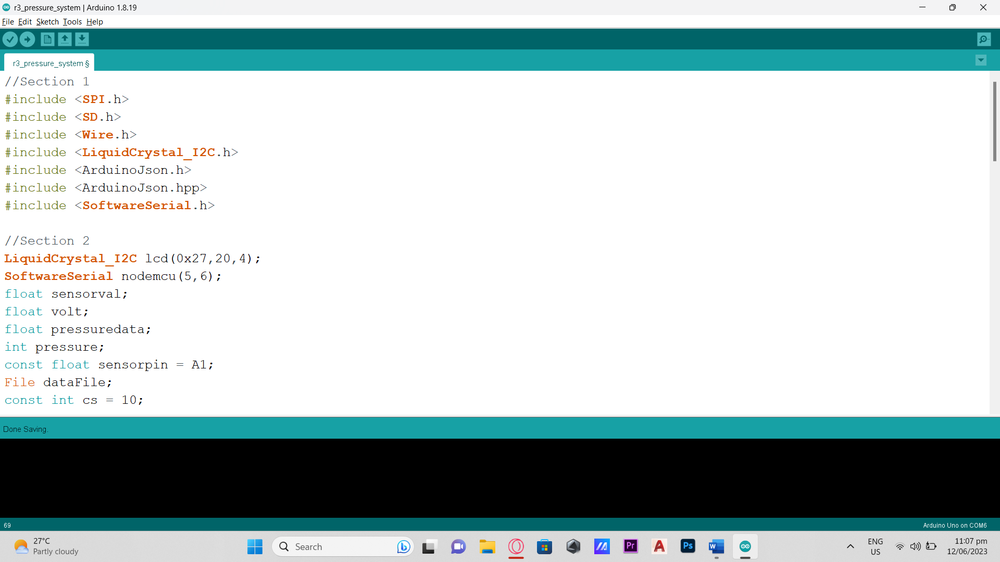 r3_pressure_system | Arduino 1.8.19
File Edit Sketch Tools Help
r3_pressure_system §
//Section 1
#include <SPI.h>
#include <SD.h>
#include <Wire.h>
#include <LiquidCrystal_I2C.h>
#include <ArduinoJson.h>
#include <ArduinoJson.hpp>
#include <SoftwareSerial.h>
//Section 2
LiquidCrystal_I2C lcd(0x27,20,4);
SoftwareSerial nodemcu(5,6);
float sensorval;
float volt;
float pressuredata;
int pressure;
const float sensorpin = A1;
File dataFile;
const int cs = 10;
Done Saving.
69
Arduino Uno on COM6
27°C
Partly cloudy
Search
Pr
Ps
W
ENG
US
11:07 pm
12/06/2023